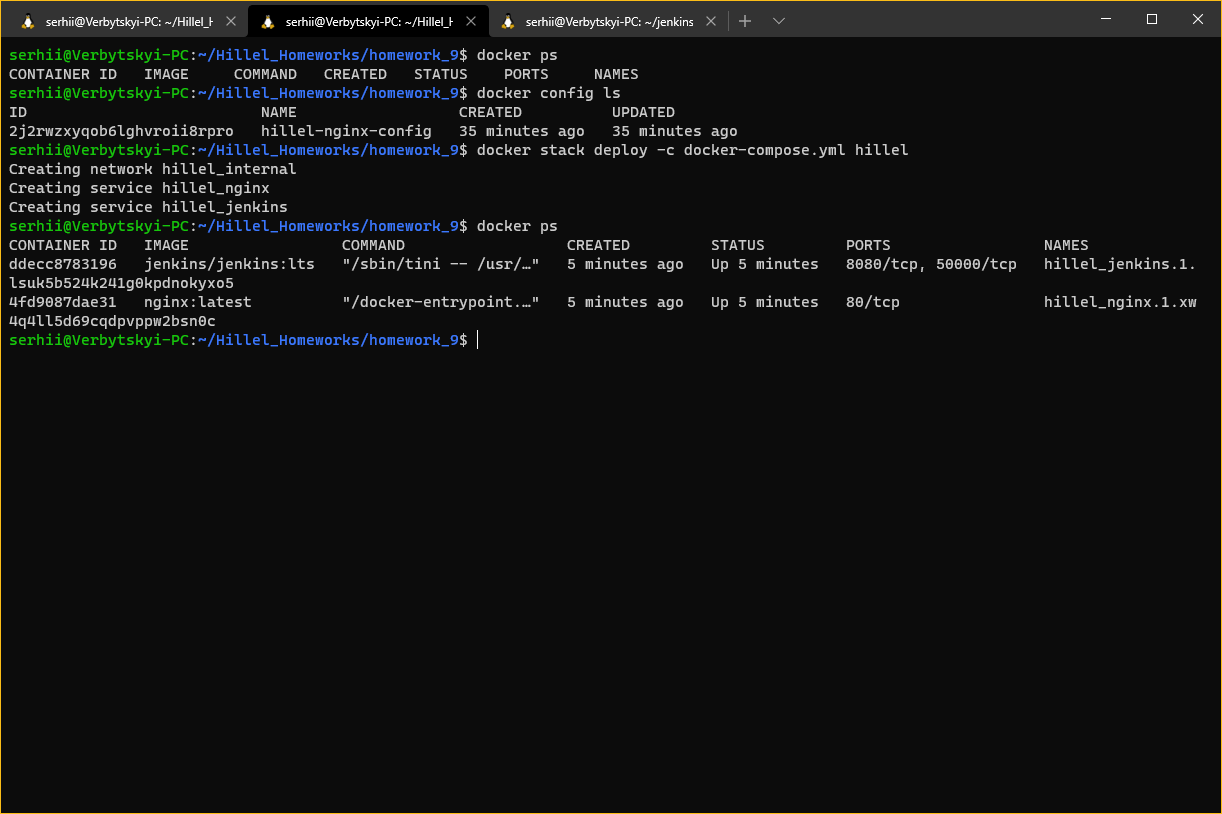 serhii@Verbytskyi-PC: ~/Hillel_H
serhii@Verbytskyi-PC: ~/Hillel_H
serhii@Verbytskyi-PC: ~/jenkins
serhii@Verbytskyi-PC:~/Hillel_Homeworks/homework_9$ docker ps
CONTAINER ID   IMAGE     COMMAND   CREATED   STATUS    PORTS     NAMES
serhii@Verbytskyi-PC:~/Hillel_Homeworks/homework_9$ docker config ls
ID                          NAME                  CREATED          UPDATED
2j2rwzxyqob6lghvroii8rpro   hillel-nginx-config   35 minutes ago   35 minutes ago
serhii@Verbytskyi-PC:~/Hillel_Homeworks/homework_9$ docker stack deploy -c docker-compose.yml hillel
Creating network hillel_internal
Creating service hillel_nginx
Creating service hillel_jenkins
serhii@Verbytskyi-PC:~/Hillel_Homeworks/homework_9$ docker ps
CONTAINER ID   IMAGE                 COMMAND                  CREATED         STATUS         PORTS                 NAMES
ddecc8783196   jenkins/jenkins:lts   "/sbin/tini -- /usr/…"   5 minutes ago   Up 5 minutes   8080/tcp, 50000/tcp   hillel_jenkins.1.
lsuk5b524k241g0kpdnokyxo5
4fd9087dae31   nginx:latest          "/docker-entrypoint.…"   5 minutes ago   Up 5 minutes   80/tcp                hillel_nginx.1.xw
4q4ll5d69cqdpvppw2bsn0c
serhii@Verbytskyi-PC:~/Hillel_Homeworks/homework_9$